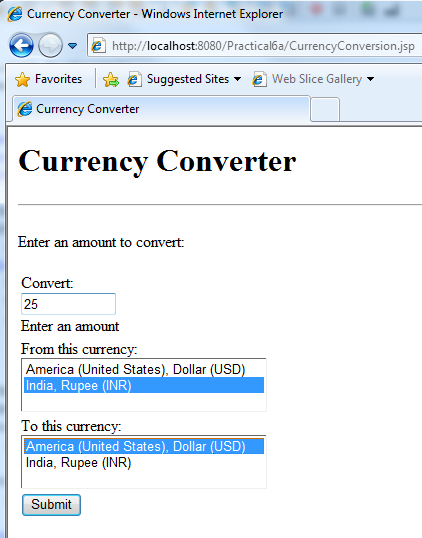 Currency Converter - Windows Internet Explorer
http://localhost:8080/Practical6a/CurrencyConversion.jsp
Favorites Suggested Sites Web Slice Gallery
Currency Converter
Currency Converter
Enter an amount to convert:
Convert:
25
Enter an amount
From this currency:
America (United States), Dollar (USD)
India, Rupee (INR)
To this currency:
America (United States), Dollar (USD)
India, Rupee (INR)
Submit